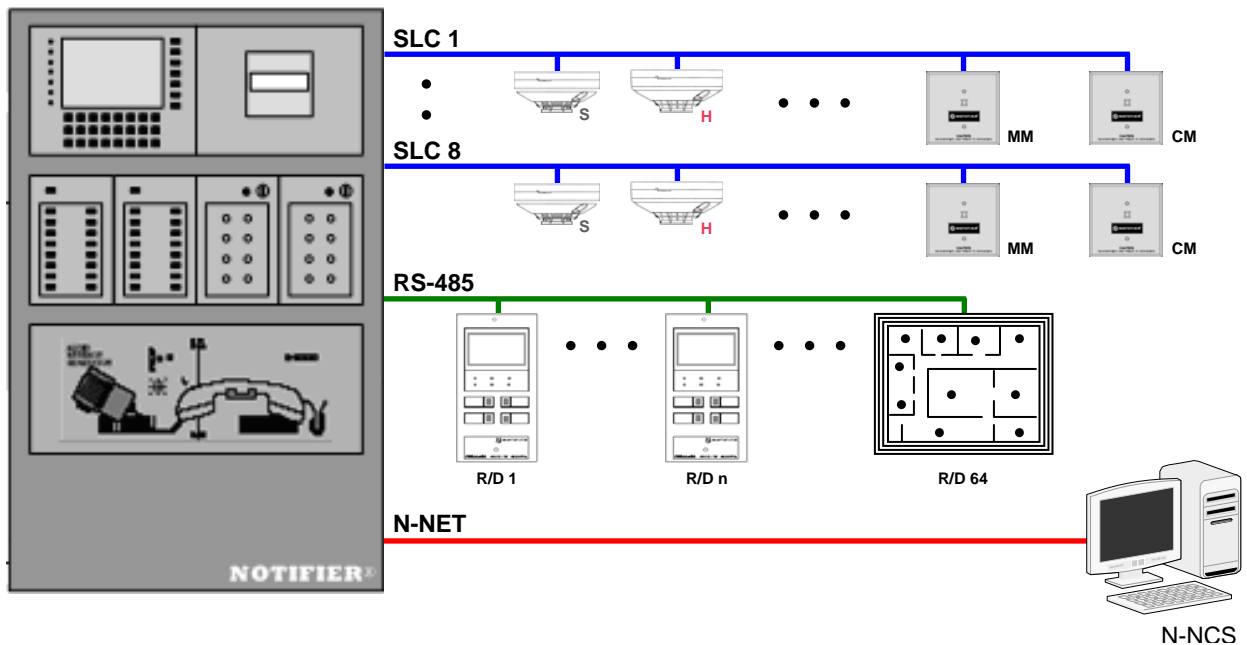 SLC 1
S
H
MM
CM
SLC 8
S
H
MM
CM
RS-485
R/D 1
R/D n
R/D 64
N-NET
NOTIFIER®
N-NCS